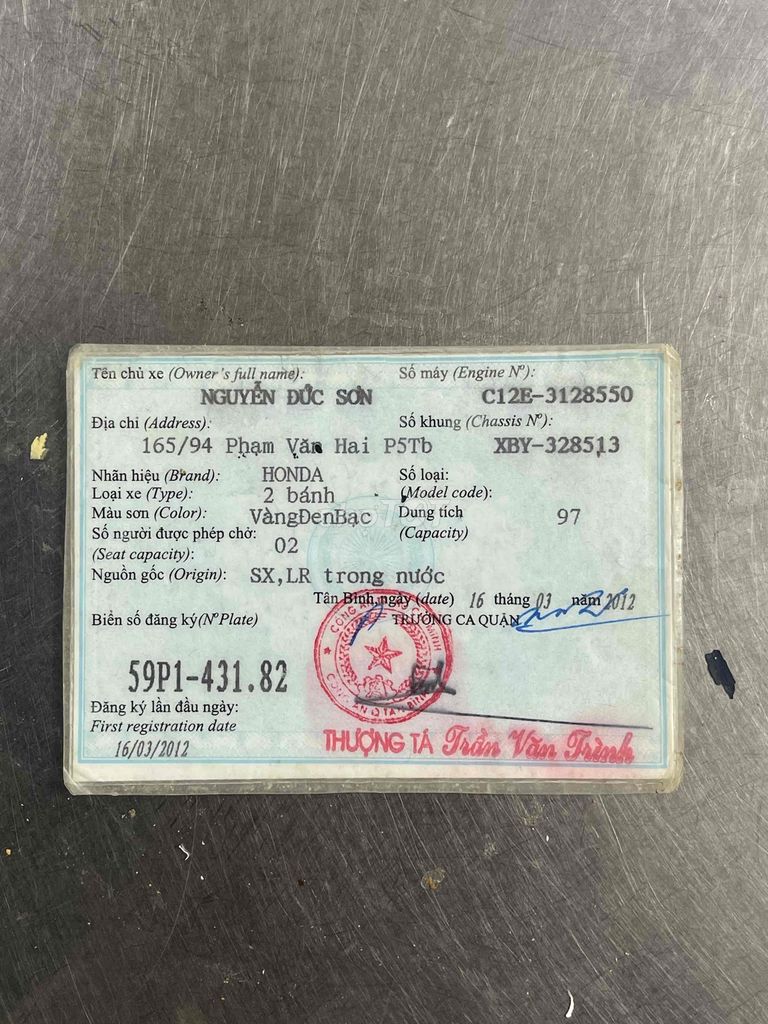 Tên chủ xe (Owner's full name): Số máy (Engine Nº):
NGUYỄN ĐỨC SƠN C12E-3128550
Địa chỉ (Address): Số khung (Chassis Nº):
165/94 Phạm Văn Hai P5Tb XBY-328513
Nhãn hiệu (Brand): HONDA Số loại:
Loại xe (Type): 2 bánh (Model code):
Màu sơn (Color): VàngĐenBạc Dung tích 97
Số người được phép chở: 02 (Capacity)
(Seat capacity):
Nguồn gốc (Origin): SX,LR trong nước
Tân Bình,ngày (date) 16 tháng 03 năm 2012
Biển số đăng ký(Nº Plate) TRƯỞNG CA QUẬN
59P1-431.82
Đăng ký lần đầu ngày:
First registration date
16/03/2012
THƯỢNG TÁ Trần Văn Trình